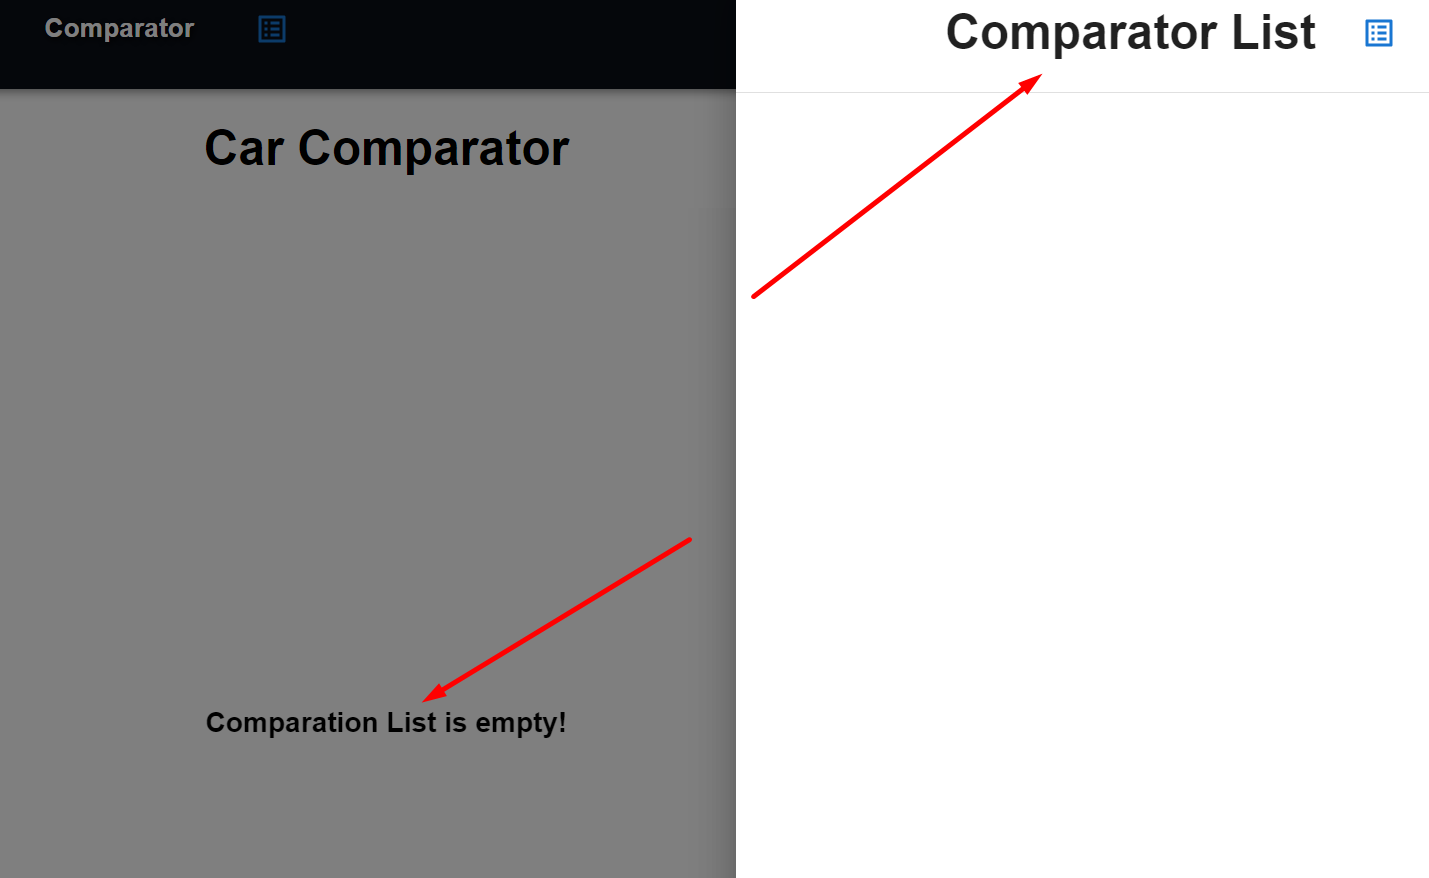 Comparator
Comparator List
Car Comparator
Comparation List is empty!